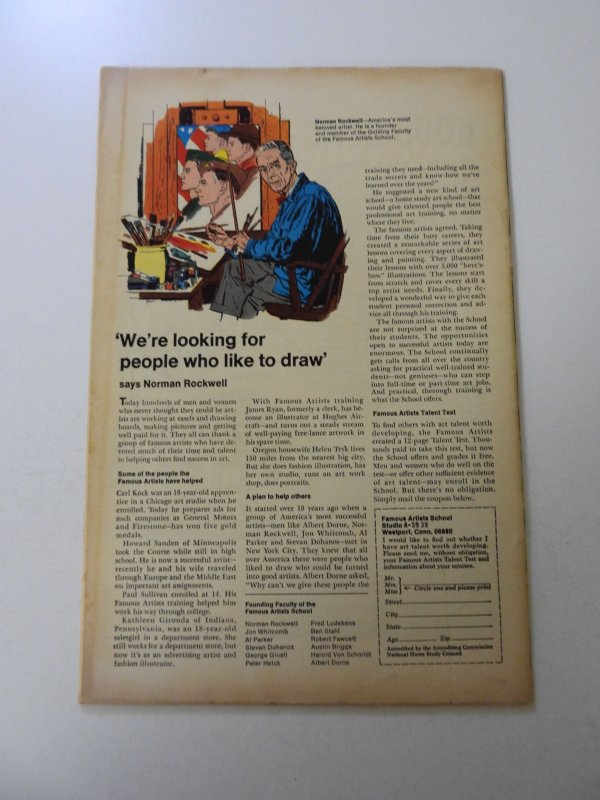 Norman Rockwell—America's most
beloved artist. He is a founder
and member of the Guiding Faculty
of the Famous Artists School.
'We're looking for
people who like to draw'
says Norman Rockwell
Today hundreds of men and women
who never thought they could be art-
ists are working at easels and drawing
boards, making pictures and getting
well paid for it. They all can thank a
group of famous artists who have de-
voted much of their time and talent
to helping others find success in art.
Some of the people the
Famous Artists have helped
Carl Kock was an 18-year-old appren-
tice in a Chicago art studio when he
enrolled. Today he prepares ads for
such companies as General Motors
and Firestone—has won five gold
medals.
Howard Sanden of Minneapolis
took the Course while still in high
school. He is now a successful artist—
recently he and his wife traveled
through Europe and the Middle East
on important art assignments.
Paul Sullivan enrolled at 14. His
Famous Artists training helped him
work his way through college.
Kathleen Gironda of Indiana,
Pennsylvania, was an 18-year-old
salesgirl in a department store. She
still works for a department store, but
now it's as an advertising artist and
fashion illustrator.
With Famous Artists training
James Ryan, formerly a clerk, has be-
come an illustrator at Hughes Air-
craft—and turns out a steady stream
of well-paying free-lance artwork in
his spare time.
Oregon housewife Helen Tryk lives
150 miles from the nearest big city.
But she does fashion illustration, has
her own studio, runs an art work
shop, does portraits.
A plan to help others
It started over 18 years ago when a
group of America's most successful
artists—men like Albert Dorne, Nor-
man Rockwell, Jon Whitcomb, Al
Parker and Stevan Dohanos—met in
New York City. They knew that all
over America there were people who
liked to draw who could be turned
into good artists. Albert Dorne asked,
"Why can't we give these people the
Founding Faculty of the
Famous Artists School
Norman Rockwell
Jon Whitcomb
Al Parker
Stevan Dohanos
George Giusti
Peter Helck
Fred Ludekens
Ben Stahl
Robert Fawcett
Austin Briggs
Harold Von Schmidt
Albert Dorne
training they need—including all the
trade secrets and know-how we've
learned over the years?"
He suggested a new kind of art
school—a home study art school—that
would give talented people the best
professional art training, no matter
where they live.
The famous artists agreed. Taking
time from their busy careers, they
created a remarkable series of art
lessons covering every aspect of draw-
ing and painting. They illustrated
their lessons with over 5,000 "here's-
how" illustrations. The lessons start
from scratch and cover every skill a
top artist needs. Finally, they de-
veloped a wonderful way to give each
student personal correction and ad-
vice all through his training.
The famous artists with the School
are not surprised at the success of
their students. The opportunities
open to successful artists today are
enormous. The School continually
gets calls from all over the country
asking for practical well-trained stu-
dents—not geniuses—who can step
into full-time or part-time art jobs.
And practical, thorough training is
what the School offers.
Famous Artists Talent Test
To find others with art talent worth
developing, the Famous Artists
created a 12-page Talent Test. Thou-
sands paid to take this test, but now
the School offers and grades it free.
Men and women who do well on the
test—or offer other sufficient evidence
of art talent—may enroll in the
School. But there's no obligation.
Simply mail the coupon below.
Famous Artists School
Studio A-5939
Westport, Conn. 06880
I would like to find out whether I
have art talent worth developing.
Please send me, without obligation,
your Famous Artists Talent Test and
information about your courses.
Mr.
Mrs.
Miss
Circle one and please print
Street
City
State
Age Zip
Accredited by the Accrediting Commission
National Home Study Council